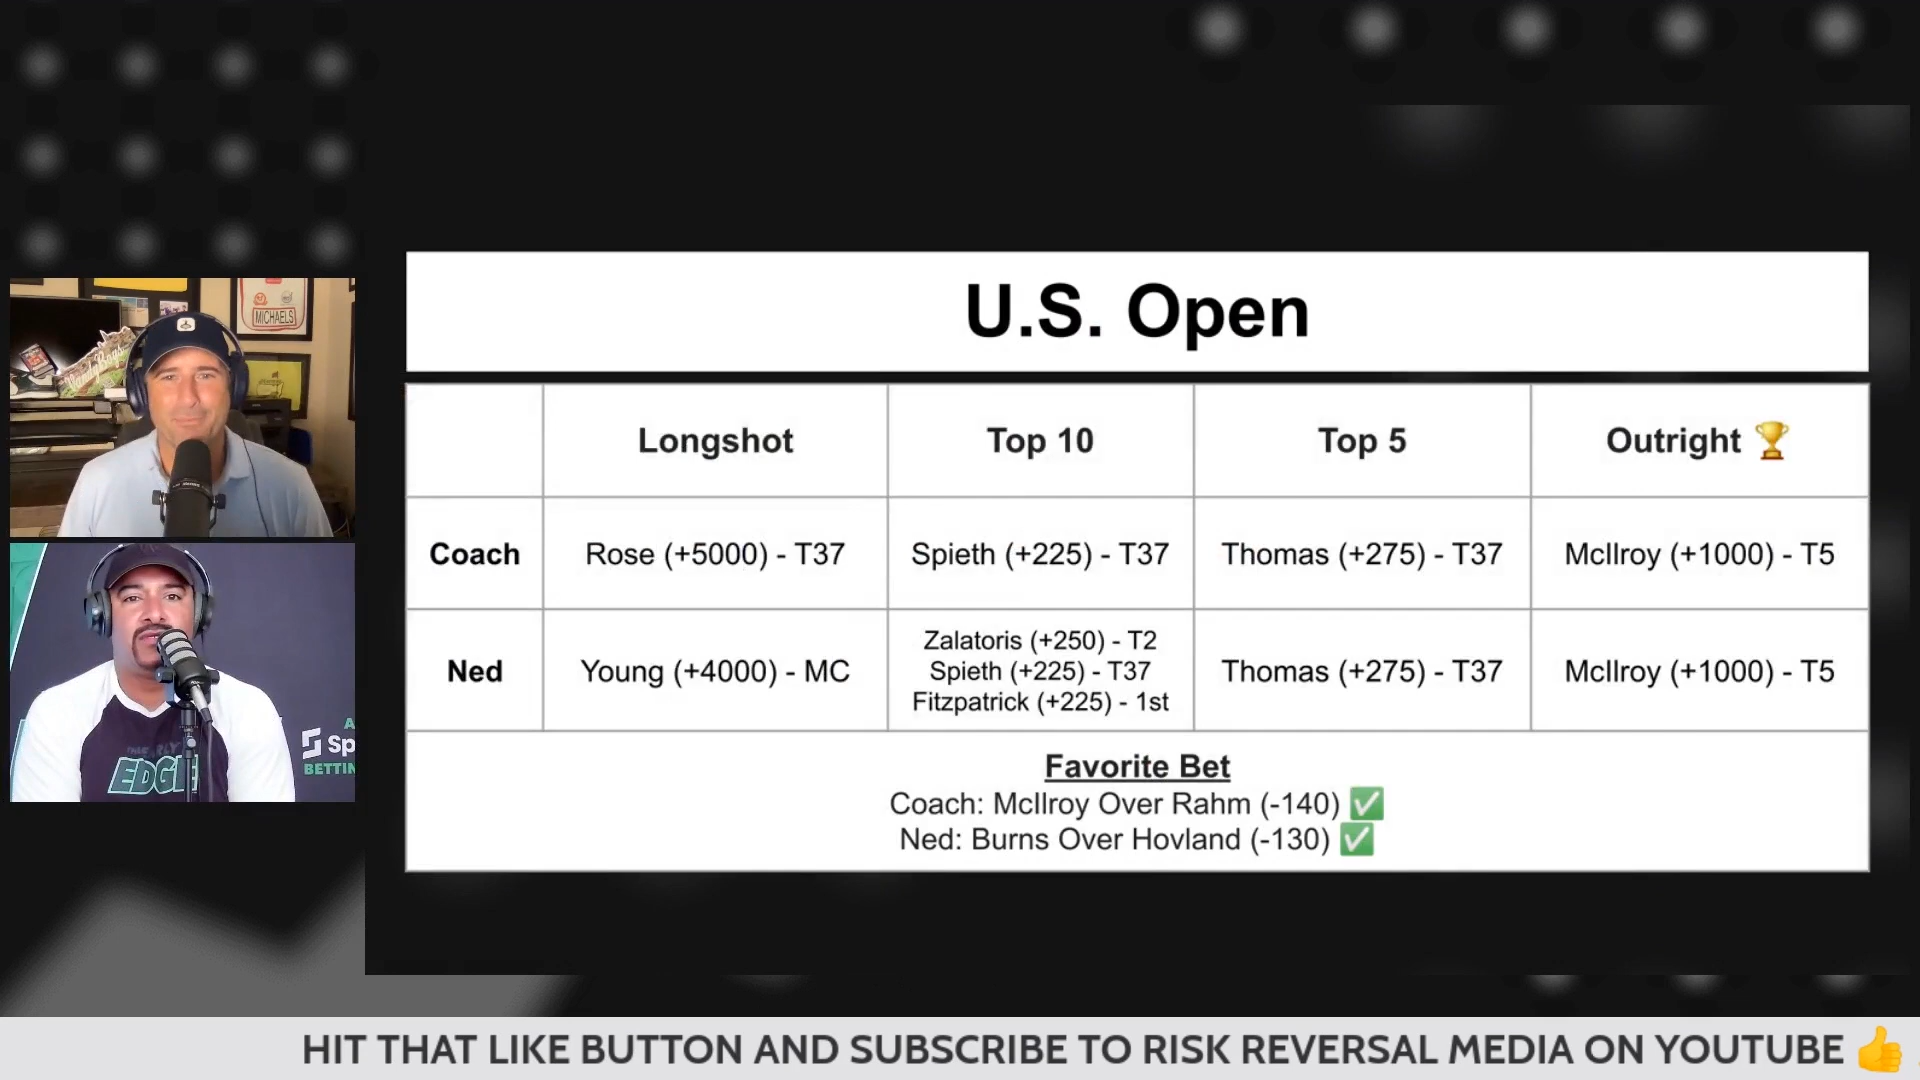 MICHAELS
VandyBoys
EDGE
Sp
BETTIN
U.S. Open
Longshot
Top 10
Top 5
Outright 🏆
Coach
Rose (+5000) - T37
Spieth (+225) - T37
Thomas (+275) - T37
McIlroy (+1000) - T5
Ned
Young (+4000) - MC
Zalatoris (+250) - T2
Spieth (+225) - T37
Fitzpatrick (+225) - 1st
Thomas (+275) - T37
McIlroy (+1000) - T5
Favorite Bet
Coach: McIlroy Over Rahm (-140) ✅
Ned: Burns Over Hovland (-130) ✅
HIT THAT LIKE BUTTON AND SUBSCRIBE TO RISK REVERSAL MEDIA ON YOUTUBE 👍